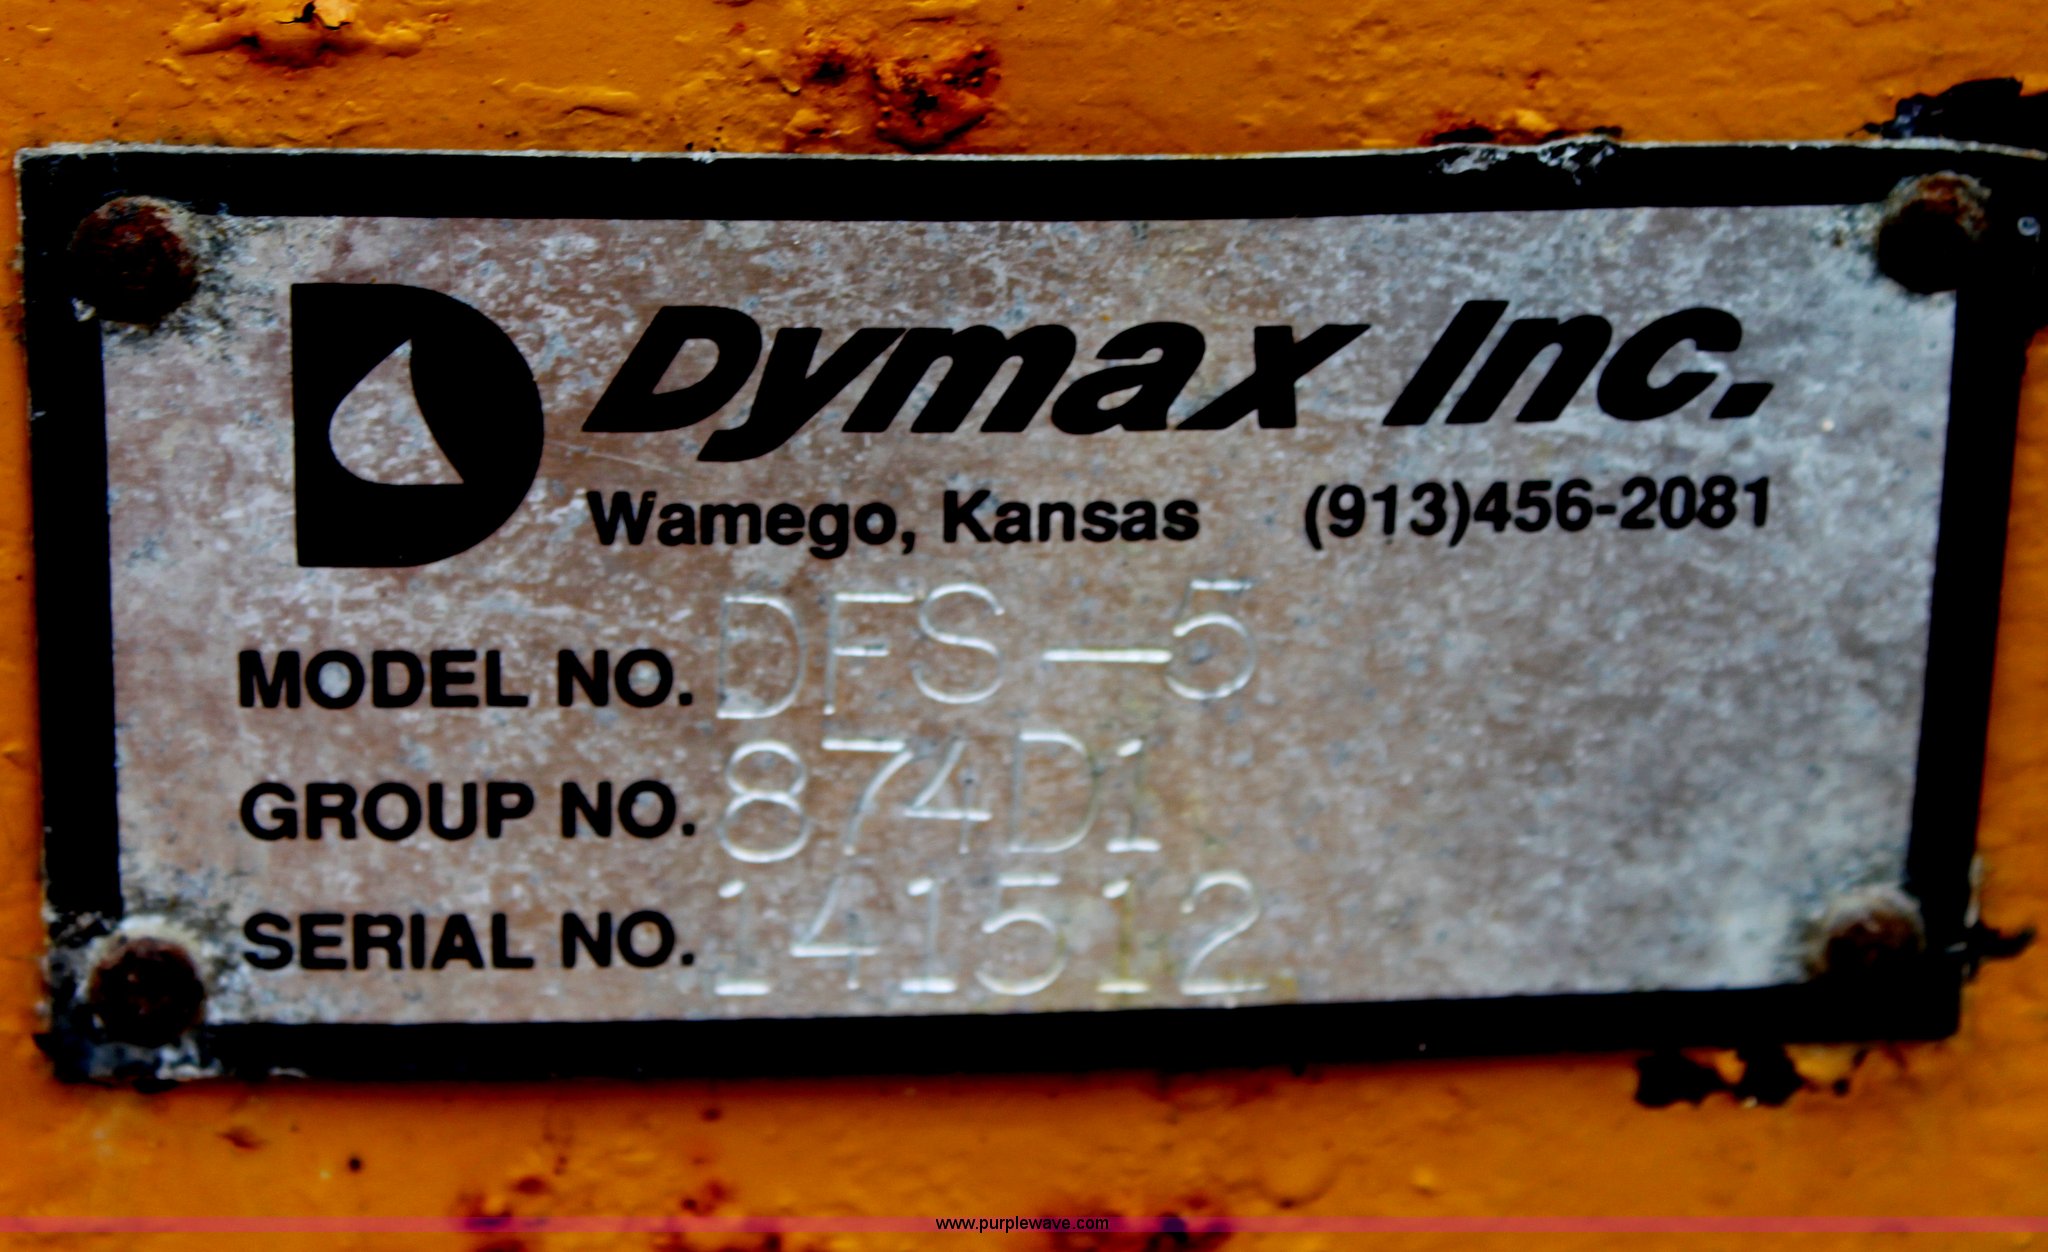 Dymax Inc.
Wamego, Kansas (913)456-2081
MODEL NO. DFS-5
GROUP NO. 874D1
SERIAL NO. 141512
www.purplewave.com